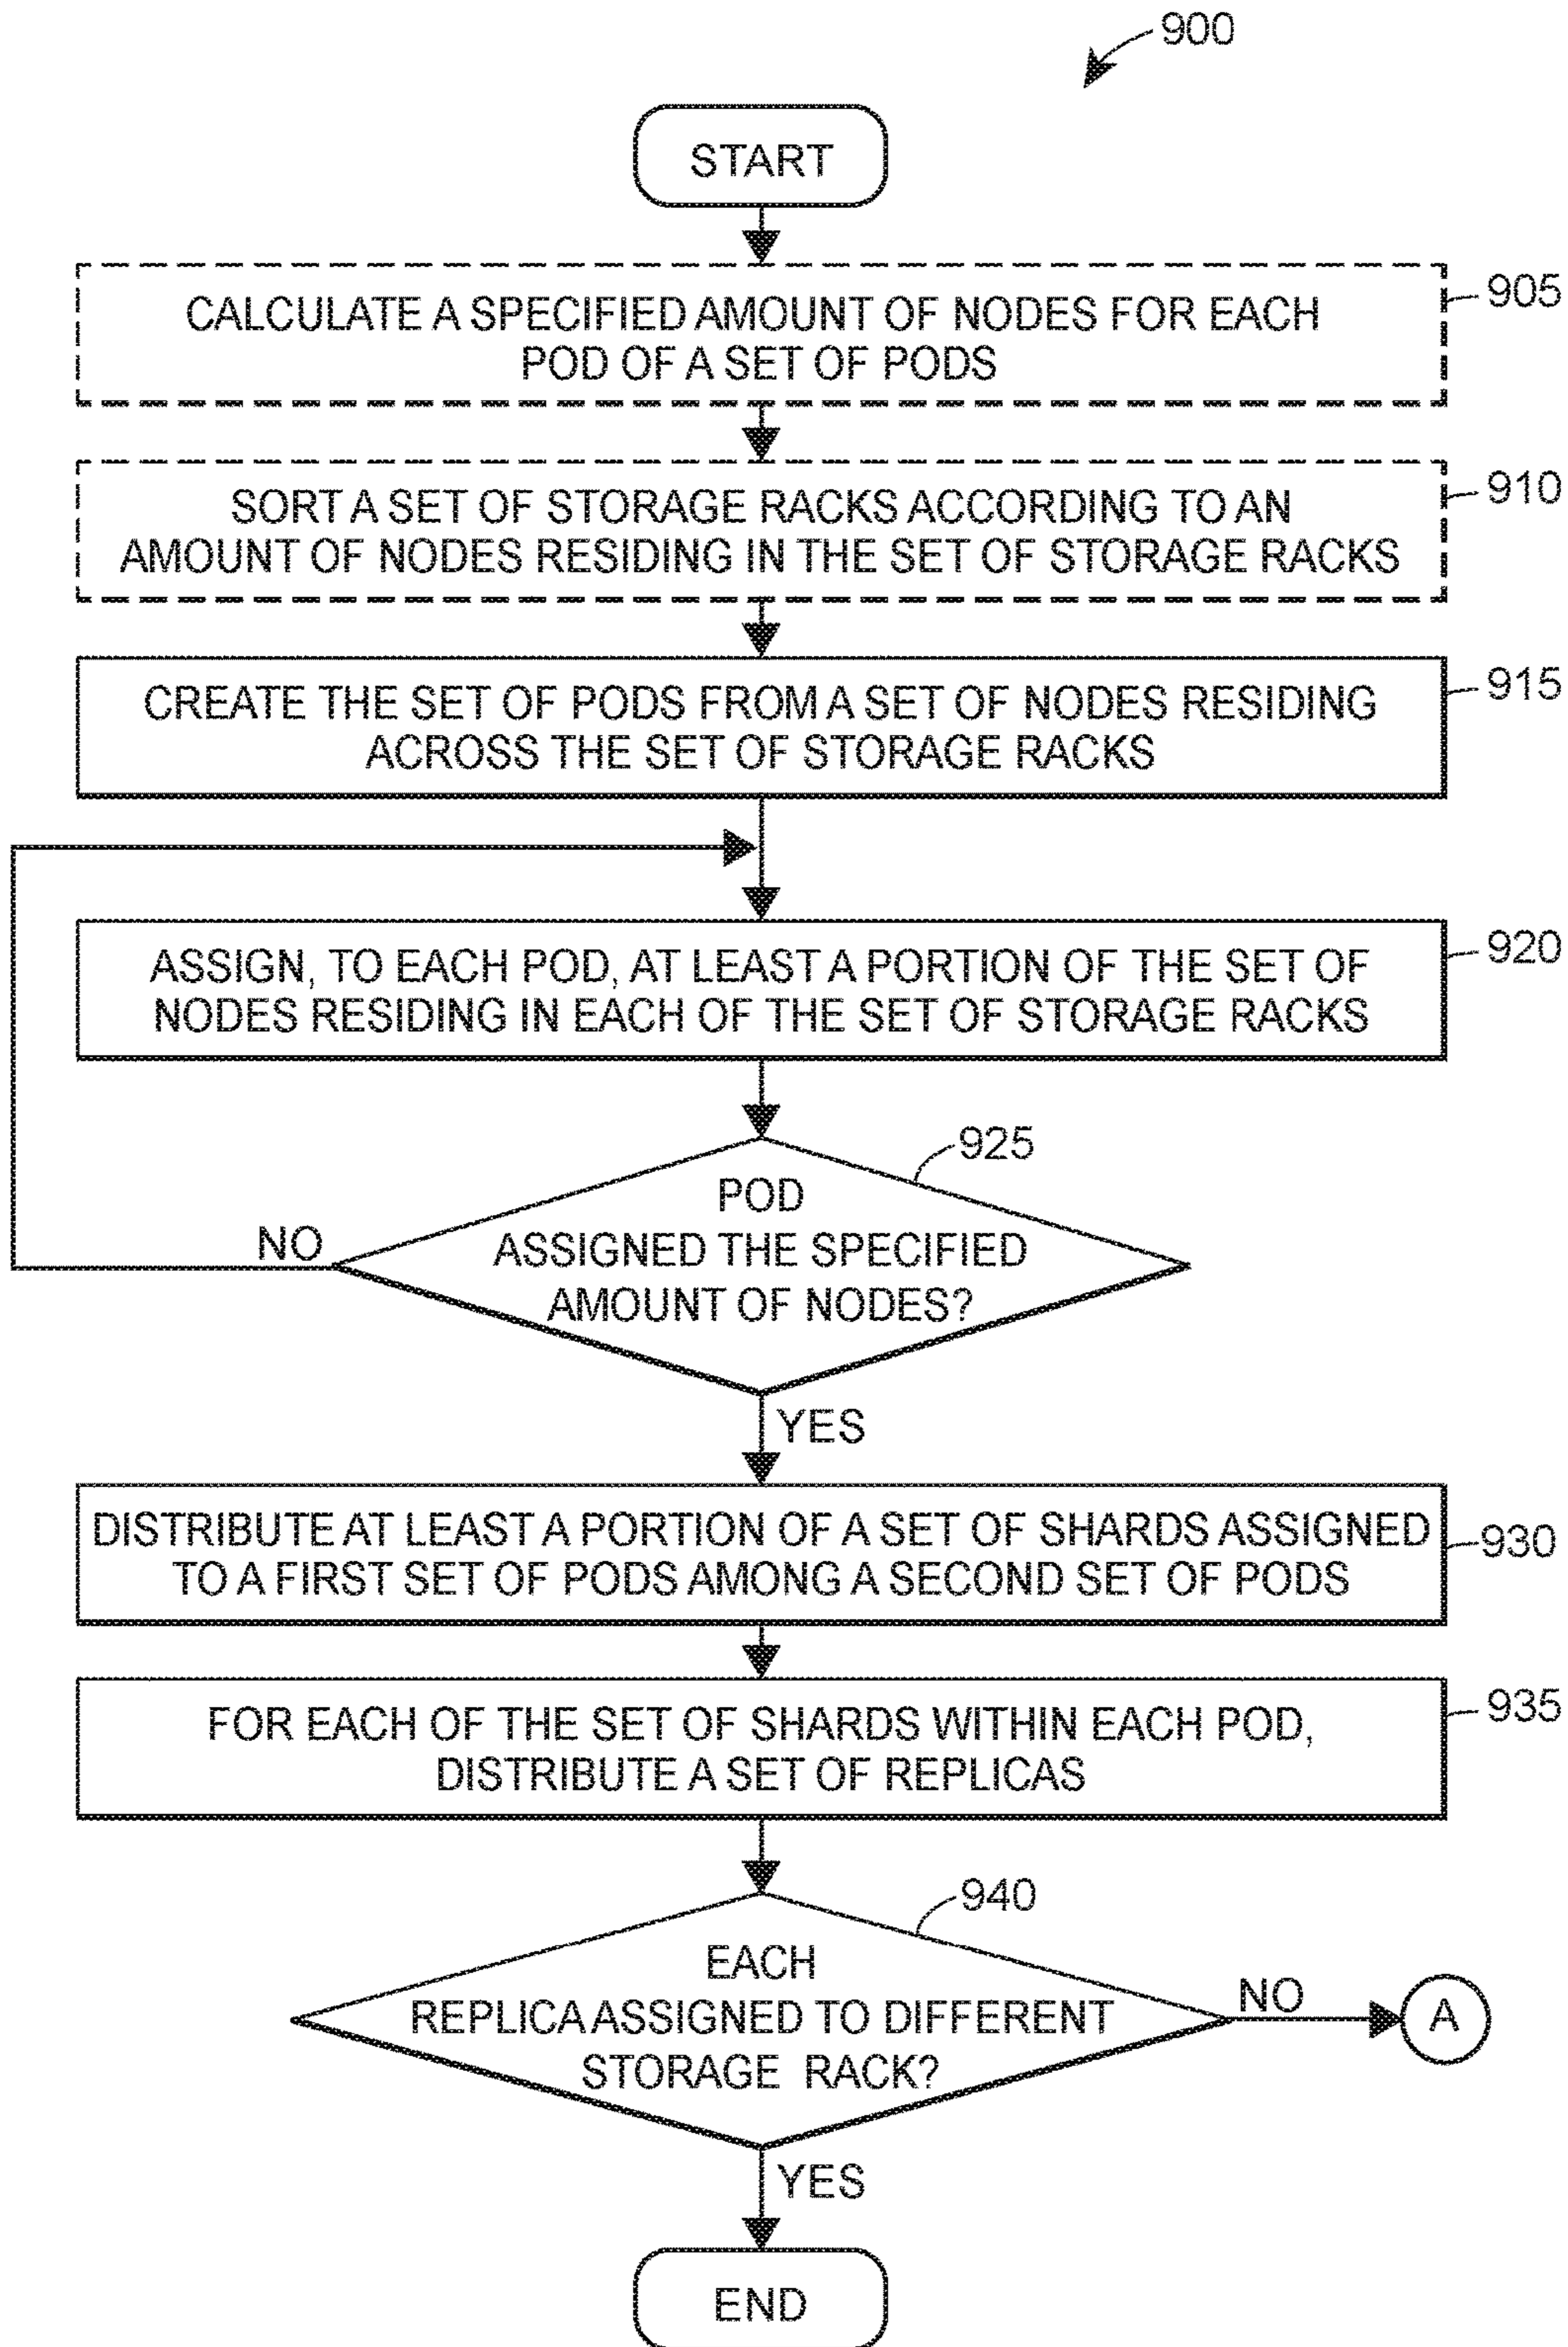 900
START
CALCULATE A SPECIFIED AMOUNT OF NODES FOR EACH
POD OF A SET OF PODS
905
SORT A SET OF STORAGE RACKS ACCORDING TO AN
AMOUNT OF NODES RESIDING IN THE SET OF STORAGE RACKS
910
CREATE THE SET OF PODS FROM A SET OF NODES RESIDING
ACROSS THE SET OF STORAGE RACKS
915
ASSIGN, TO EACH POD, AT LEAST A PORTION OF THE SET OF
NODES RESIDING IN EACH OF THE SET OF STORAGE RACKS
920
925
POD
ASSIGNED THE SPECIFIED
AMOUNT OF NODES?
NO
YES
DISTRIBUTE AT LEAST A PORTION OF A SET OF SHARDS ASSIGNED
TO A FIRST SET OF PODS AMONG A SECOND SET OF PODS
930
FOR EACH OF THE SET OF SHARDS WITHIN EACH POD,
DISTRIBUTE A SET OF REPLICAS
935
940
EACH
REPLICA ASSIGNED TO DIFFERENT
STORAGE RACK?
NO
A
YES
END